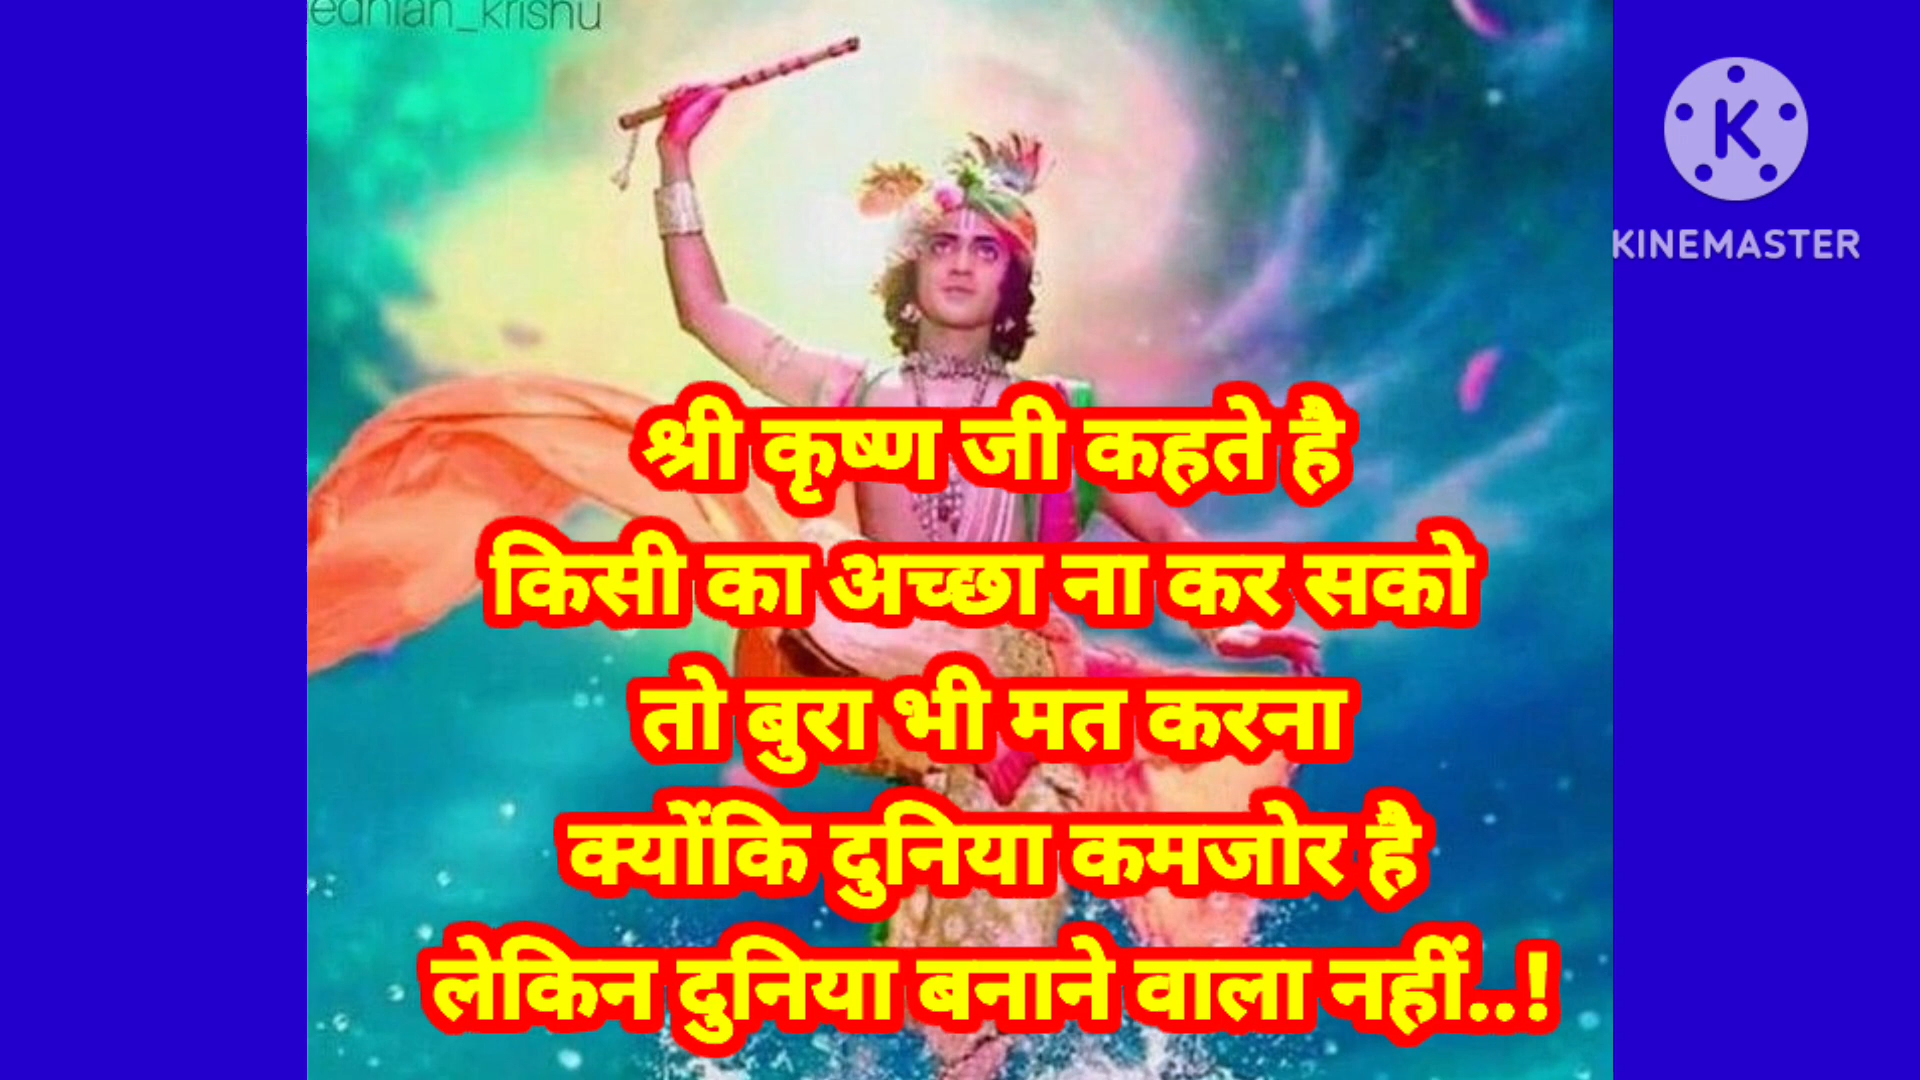 K
KINEMASTER
श्री कृष्ण जी कहते है
किसी का अच्छा ना कर सको
तो बुरा भी मत करना
क्योंकि दुनिया कमजोर है
लेकिन दुनिया बनाने वाला नहीं..!